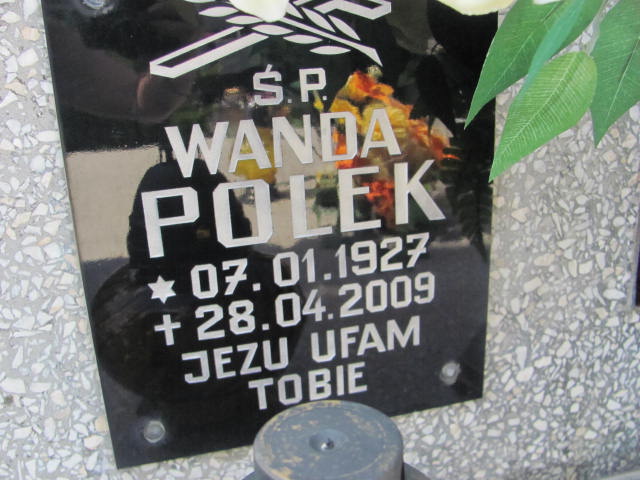 Ś.P.
WANDA
POLEK
* 07.01.1927
+ 28.04.2009
JEZU UFAM
TOBIE